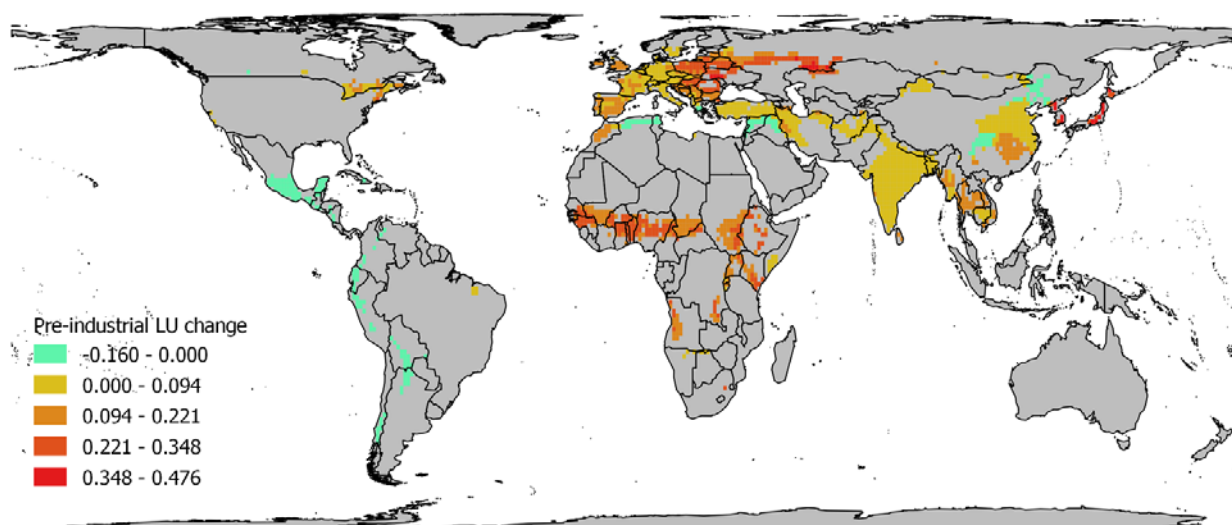 Pre-industrial LU change
-0.160 - 0.000
0.000 - 0.094
0.094 - 0.221
0.221 - 0.348
0.348 - 0.476